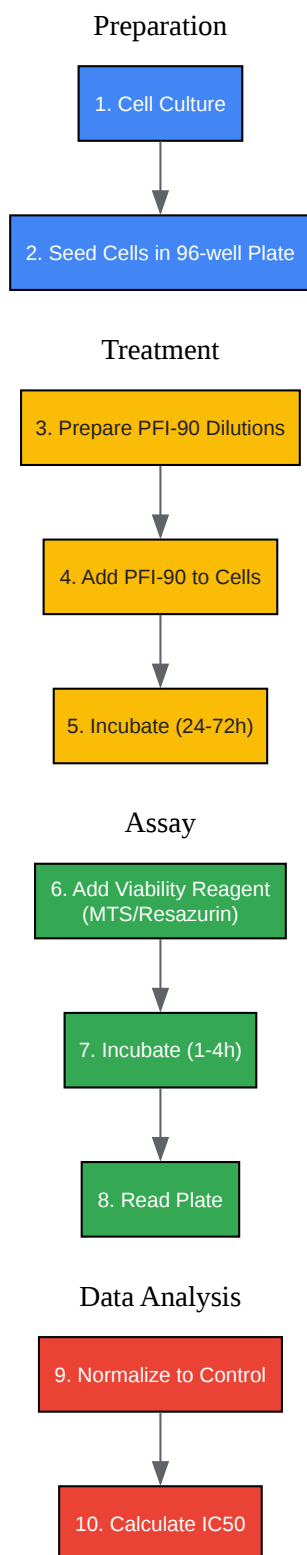 Preparation
1. Cell Culture
2. Seed Cells in 96-well Plate
Treatment
3. Prepare PFI-90 Dilutions
4. Add PFI-90 to Cells
5. Incubate (24-72h)
Assay
6. Add Viability Reagent
(MTS/Resazurin)
7. Incubate (1-4h)
8. Read Plate
Data Analysis
9. Normalize to Control
10. Calculate IC50